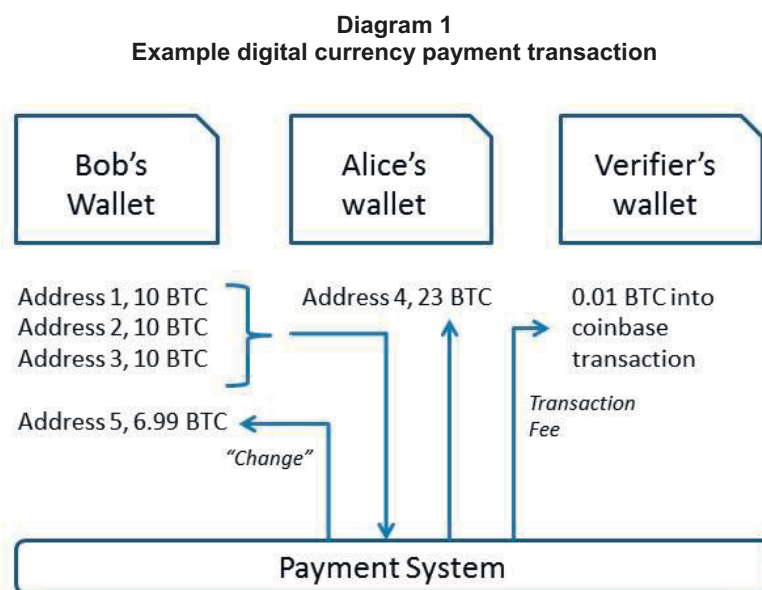 Diagram 1
Example digital currency payment transaction
Bob's
Wallet
Alice's
wallet
Verifier's
wallet
Address 1, 10 BTC
Address 2, 10 BTC
Address 3, 10 BTC
Address 5, 6.99 BTC
"Change"
Address 4, 23 BTC
0.01 BTC into
coinbase
transaction
Transaction
Fee
Payment System